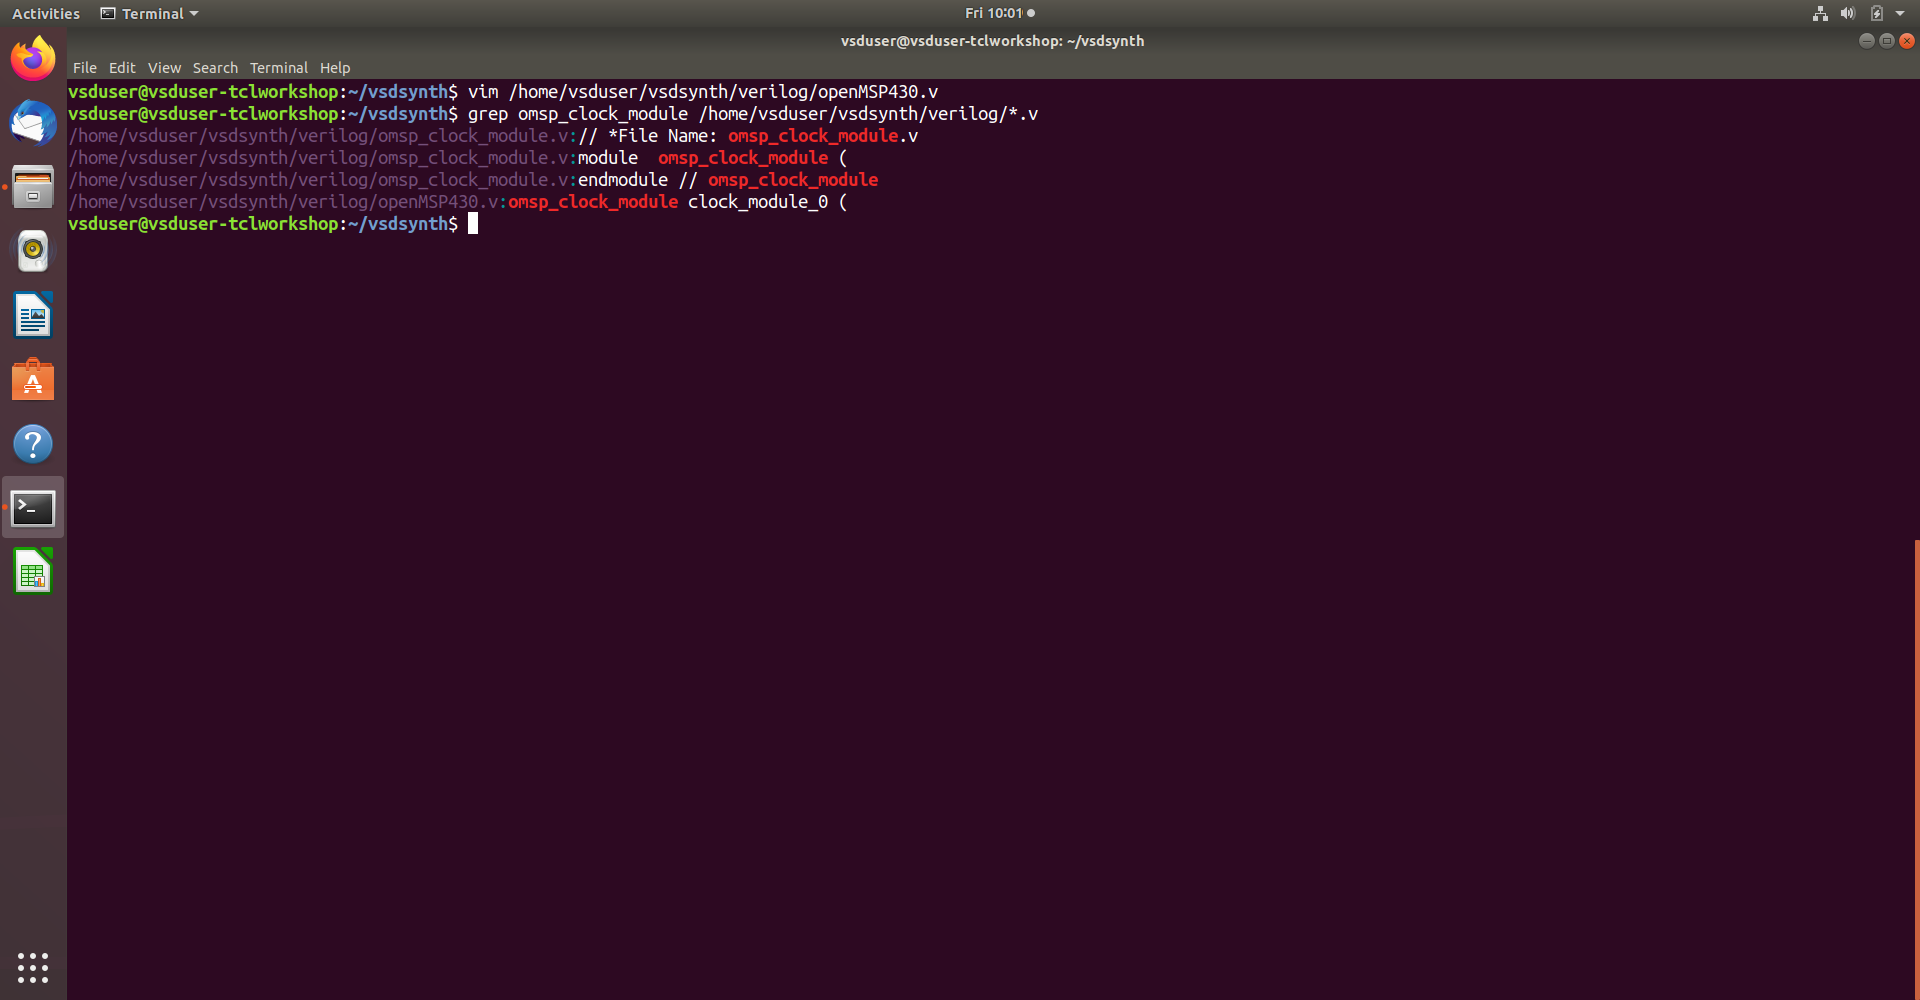 Activities Terminal Fri 10:01
vsduser@vsduser-tclworkshop: ~/vsdsynth
File Edit View Search Terminal Help
vsduser@vsduser-tclworkshop:~/vsdsynth$ vim /home/vsduser/vsdsynth/verilog/openMSP430.v
vsduser@vsduser-tclworkshop:~/vsdsynth$ grep omsp_clock_module /home/vsduser/vsdsynth/verilog/*.v
/home/vsduser/vsdsynth/verilog/omsp_clock_module.v:// *File Name: omsp_clock_module.v
/home/vsduser/vsdsynth/verilog/omsp_clock_module.v:module  omsp_clock_module (
/home/vsduser/vsdsynth/verilog/omsp_clock_module.v:endmodule // omsp_clock_module
/home/vsduser/vsdsynth/verilog/openMSP430.v:omsp_clock_module clock_module_0 (
vsduser@vsduser-tclworkshop:~/vsdsynth$